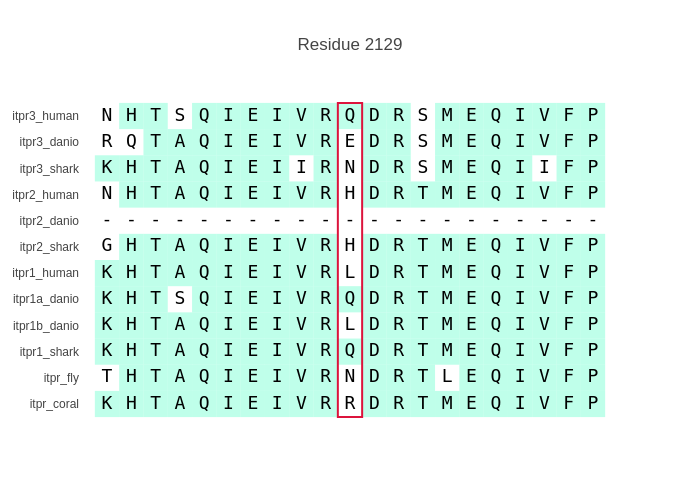 Residue 2129
itpr3_human N H T S Q I E I V R Q D R S M E Q I V F P
itpr3_danio R Q T A Q I E I V R E D R S M E Q I V F P
itpr3_shark K H T A Q I E I I R N D R S M E Q I I F P
itpr2_human N H T A Q I E I V R H D R T M E Q I V F P
itpr2_danio - - - - - - - - - - - - - - - - - - - - -
itpr2_shark G H T A Q I E I V R H D R T M E Q I V F P
itpr1_human K H T A Q I E I V R L D R T M E Q I V F P
itpr1a_danio K H T S Q I E I V R Q D R T M E Q I V F P
itpr1b_danio K H T A Q I E I V R L D R T M E Q I V F P
itpr1_shark K H T A Q I E I V R Q D R T M E Q I V F P
itpr_fly T H T A Q I E I V R N D R T L E Q I V F P
itpr_coral K H T A Q I E I V R R D R T M E Q I V F P